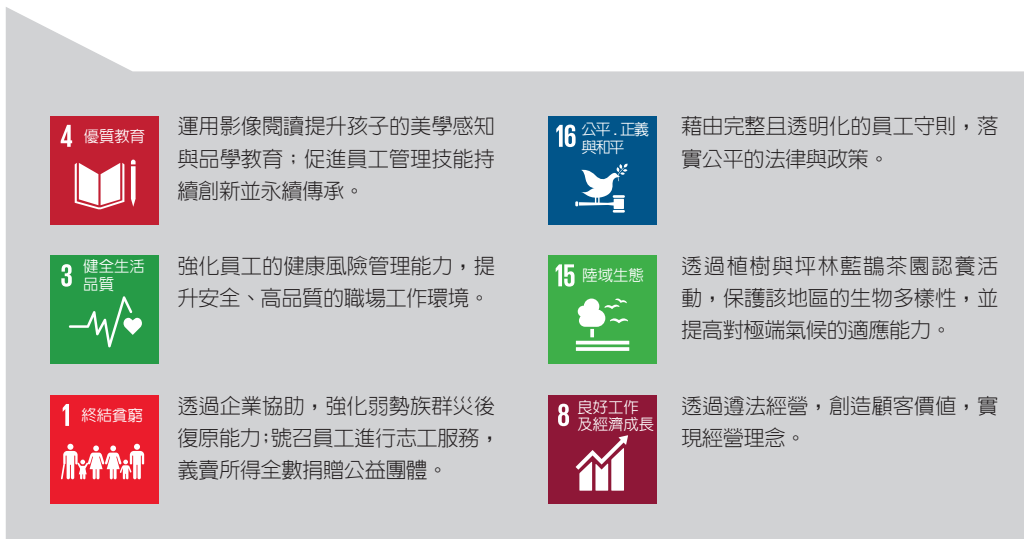 4 優質教育
運用影像閱讀提升孩子的美學感知
與品學教育；促進員工管理技能持
續創新並永續傳承。
3 健全生活
品質
強化員工的健康風險管理能力，提
升安全、高品質的職場工作環境。
1 終結貧窮
透過企業協助，強化弱勢族群災後
復原能力;號召員工進行志工服務，
義賣所得全數捐贈公益團體。
16 公平.正義
與和平
藉由完整且透明化的員工守則，落
實公平的法律與政策。
15 陸域生態
透過植樹與坪林藍鵲茶園認養活
動，保護該地區的生物多樣性，並
提高對極端氣候的適應能力。
8 良好工作
及經濟成長
透過遵法經營，創造顧客價值，實
現經營理念。